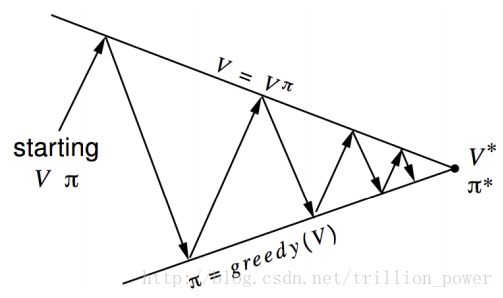 V = Vπ
starting
V π
V*
π*
π = greedy(V)
http://blog.csdn.net/trillion_power